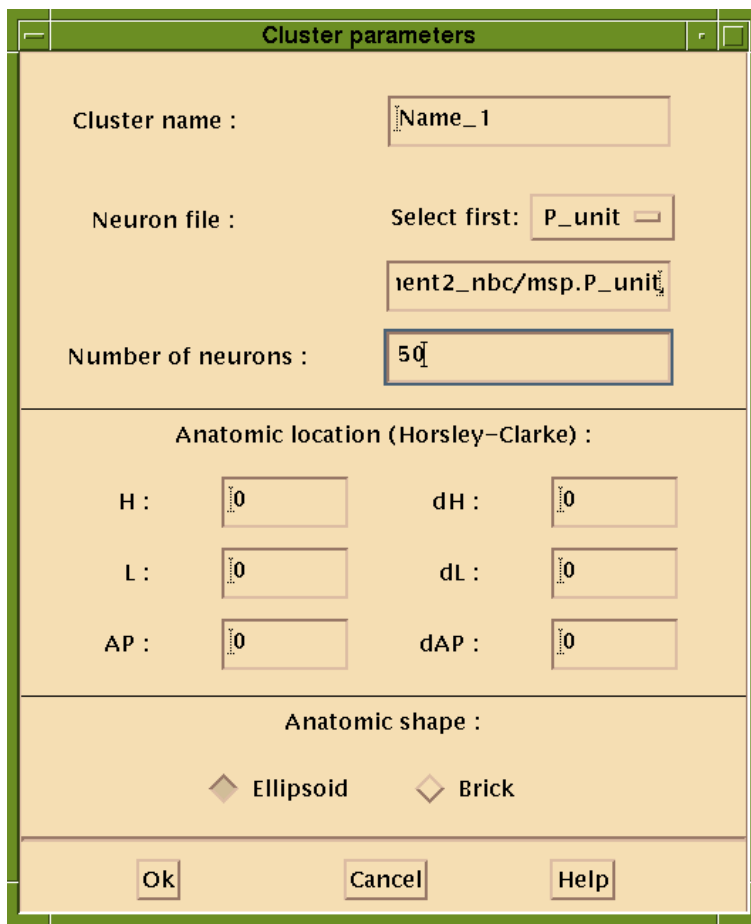 Cluster parameters
Cluster name : Name_1
Neuron file : Select first: P_unit
nent2_nbc/msp.P_unit
Number of neurons : 50
Anatomic location (Horsley-Clarke) :
H : 0 dH : 0
L : 0 dL : 0
AP : 0 dAP : 0
Anatomic shape :
Ellipsoid Brick
Ok Cancel Help